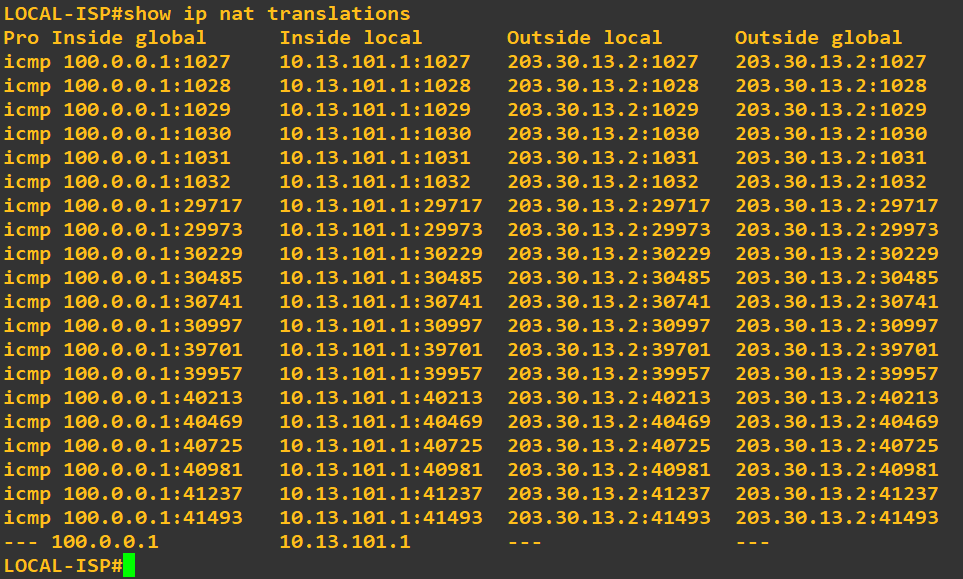 LOCAL-ISP#show ip nat translations
Pro Inside global      Inside local       Outside local      Outside global
icmp 100.0.0.1:1027    10.13.101.1:1027   203.30.13.2:1027   203.30.13.2:1027
icmp 100.0.0.1:1028    10.13.101.1:1028   203.30.13.2:1028   203.30.13.2:1028
icmp 100.0.0.1:1029    10.13.101.1:1029   203.30.13.2:1029   203.30.13.2:1029
icmp 100.0.0.1:1030    10.13.101.1:1030   203.30.13.2:1030   203.30.13.2:1030
icmp 100.0.0.1:1031    10.13.101.1:1031   203.30.13.2:1031   203.30.13.2:1031
icmp 100.0.0.1:1032    10.13.101.1:1032   203.30.13.2:1032   203.30.13.2:1032
icmp 100.0.0.1:29717   10.13.101.1:29717  203.30.13.2:29717  203.30.13.2:29717
icmp 100.0.0.1:29973   10.13.101.1:29973  203.30.13.2:29973  203.30.13.2:29973
icmp 100.0.0.1:30229   10.13.101.1:30229  203.30.13.2:30229  203.30.13.2:30229
icmp 100.0.0.1:30485   10.13.101.1:30485  203.30.13.2:30485  203.30.13.2:30485
icmp 100.0.0.1:30741   10.13.101.1:30741  203.30.13.2:30741  203.30.13.2:30741
icmp 100.0.0.1:30997   10.13.101.1:30997  203.30.13.2:30997  203.30.13.2:30997
icmp 100.0.0.1:39701   10.13.101.1:39701  203.30.13.2:39701  203.30.13.2:39701
icmp 100.0.0.1:39957   10.13.101.1:39957  203.30.13.2:39957  203.30.13.2:39957
icmp 100.0.0.1:40213   10.13.101.1:40213  203.30.13.2:40213  203.30.13.2:40213
icmp 100.0.0.1:40469   10.13.101.1:40469  203.30.13.2:40469  203.30.13.2:40469
icmp 100.0.0.1:40725   10.13.101.1:40725  203.30.13.2:40725  203.30.13.2:40725
icmp 100.0.0.1:40981   10.13.101.1:40981  203.30.13.2:40981  203.30.13.2:40981
icmp 100.0.0.1:41237   10.13.101.1:41237  203.30.13.2:41237  203.30.13.2:41237
icmp 100.0.0.1:41493   10.13.101.1:41493  203.30.13.2:41493  203.30.13.2:41493
--- 100.0.0.1          10.13.101.1        ---                ---
LOCAL-ISP#